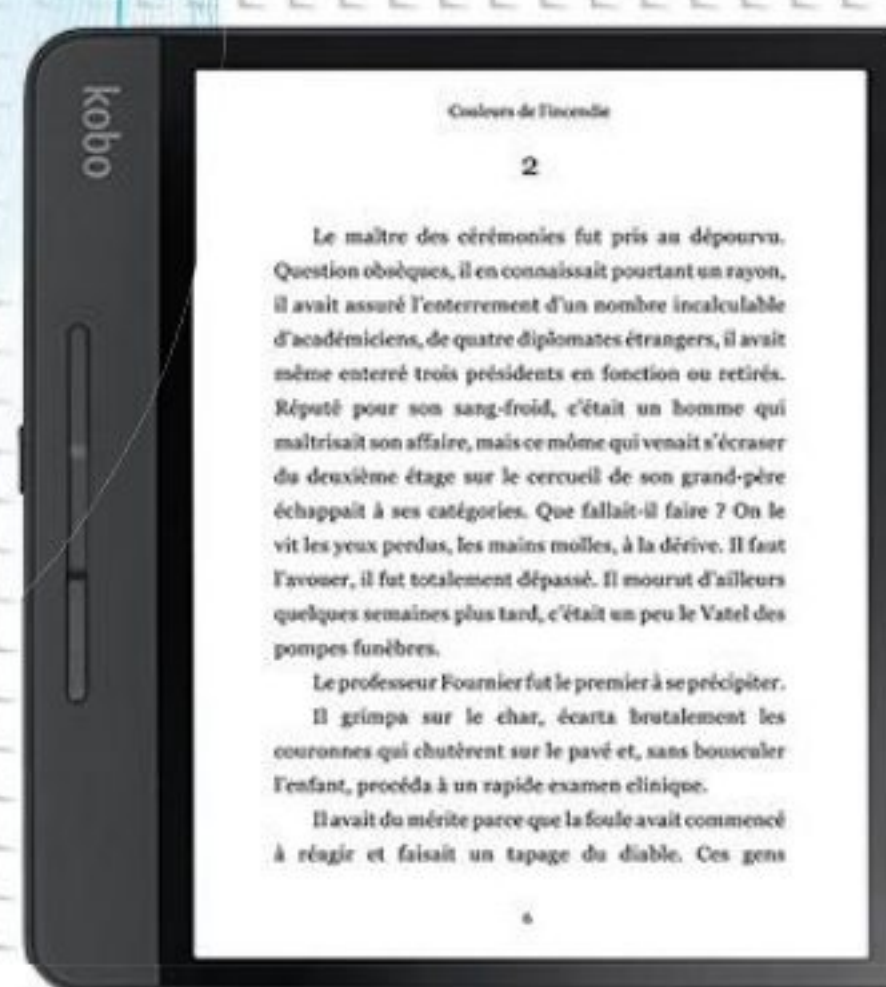 kobo
Couleurs de l'incendie
2
Le maître des cérémonies fut pris au dépourvu.
Question obsèques, il en connaissait pourtant un rayon,
il avait assuré l'enterrement d'un nombre incalculable
d'académiciens, de quatre diplomates étrangers, il avait
même enterré trois présidents en fonction ou retirés.
Réputé pour son sang-froid, c'était un homme qui
maîtrisait son affaire, mais ce môme qui venait s'écraser
du deuxième étage sur le cercueil de son grand-père
échappait à ses catégories. Que fallait-il faire ? On le
vit les yeux perdus, les mains molles, à la dérive. Il faut
l'avouer, il fut totalement dépassé. Il mourut d'ailleurs
quelques semaines plus tard, c'était un peu le Vatel des
pompes funèbres.
Le professeur Fournier fut le premier à se précipiter.
Il grimpa sur le char, écarta brutalement les
couronnes qui chutèrent sur le pavé et, sans bousculer
l'enfant, procéda à un rapide examen clinique.
Il avait du mérite parce que la foule avait commencé
à réagir et faisait un tapage du diable. Ces gens
6